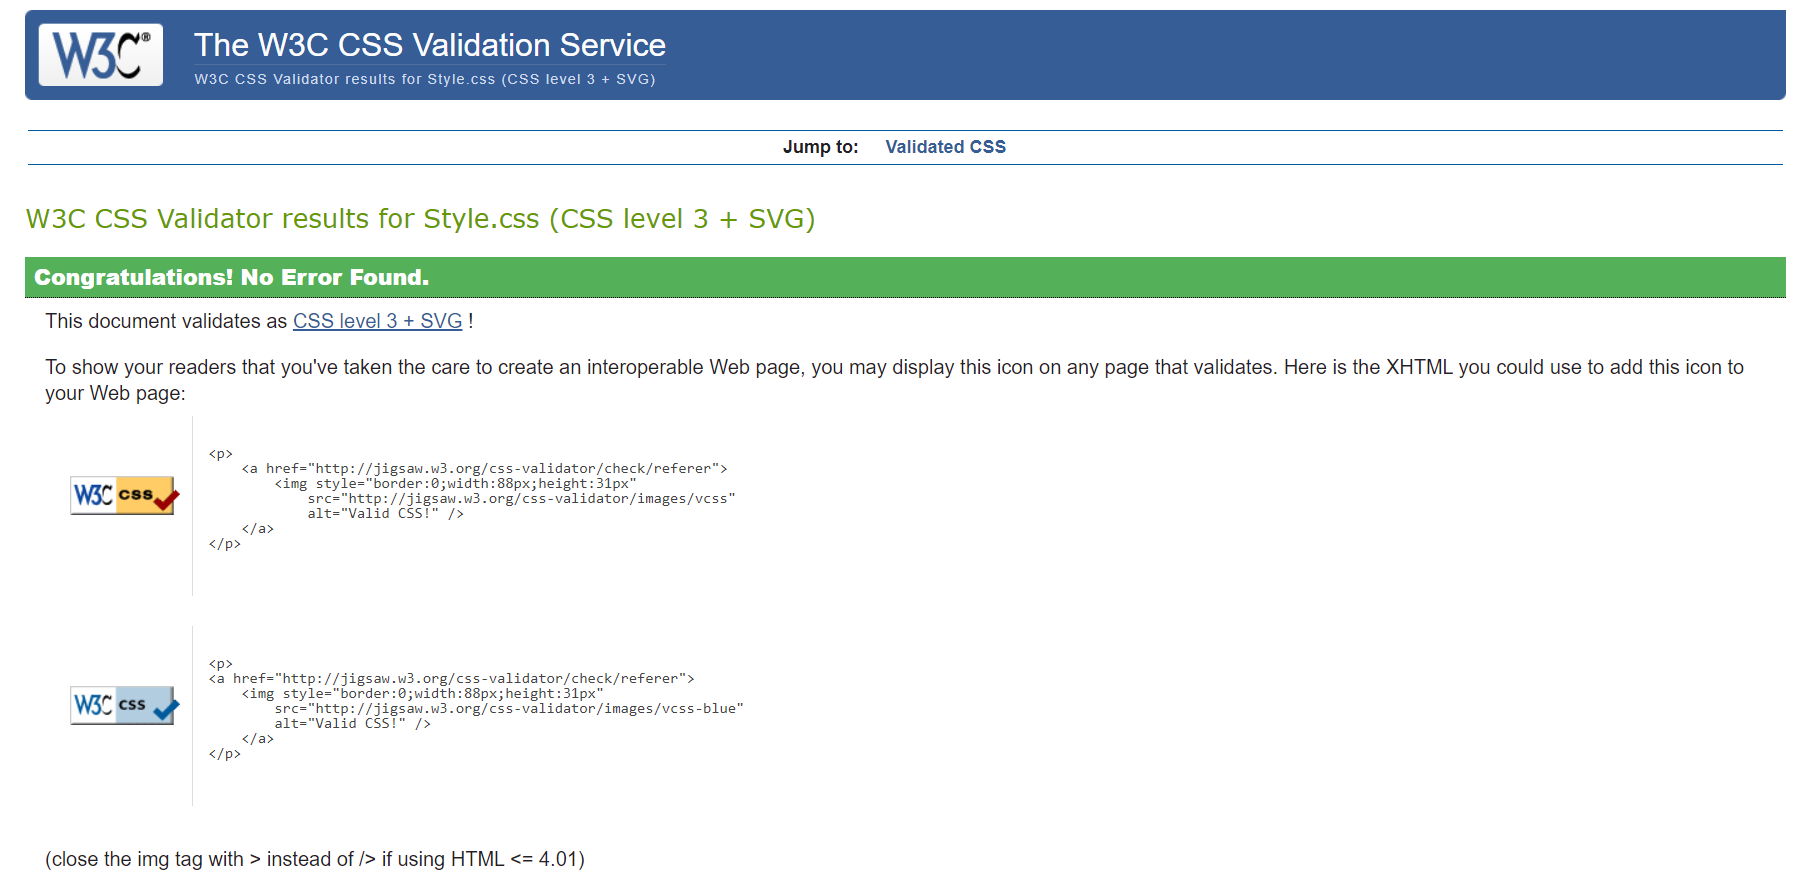 W3C®
The W3C CSS Validation Service
W3C CSS Validator results for Style.css (CSS level 3 + SVG)
Jump to: Validated CSS
W3C CSS Validator results for Style.css (CSS level 3 + SVG)
Congratulations! No Error Found.
This document validates as CSS level 3 + SVG !
To show your readers that you've taken the care to create an interoperable Web page, you may display this icon on any page that validates. Here is the XHTML you could use to add this icon to
your Web page:
W3C css
<p>
    <a href="http://jigsaw.w3.org/css-validator/check/referer">
        <img style="border:0;width:88px;height:31px"
            src="http://jigsaw.w3.org/css-validator/images/vcss"
            alt="Valid CSS!" />
    </a>
</p>
W3C css
<p>
<a href="http://jigsaw.w3.org/css-validator/check/referer">
    <img style="border:0;width:88px;height:31px"
        src="http://jigsaw.w3.org/css-validator/images/vcss-blue"
        alt="Valid CSS!" />
    </a>
</p>
(close the img tag with > instead of /> if using HTML <= 4.01)